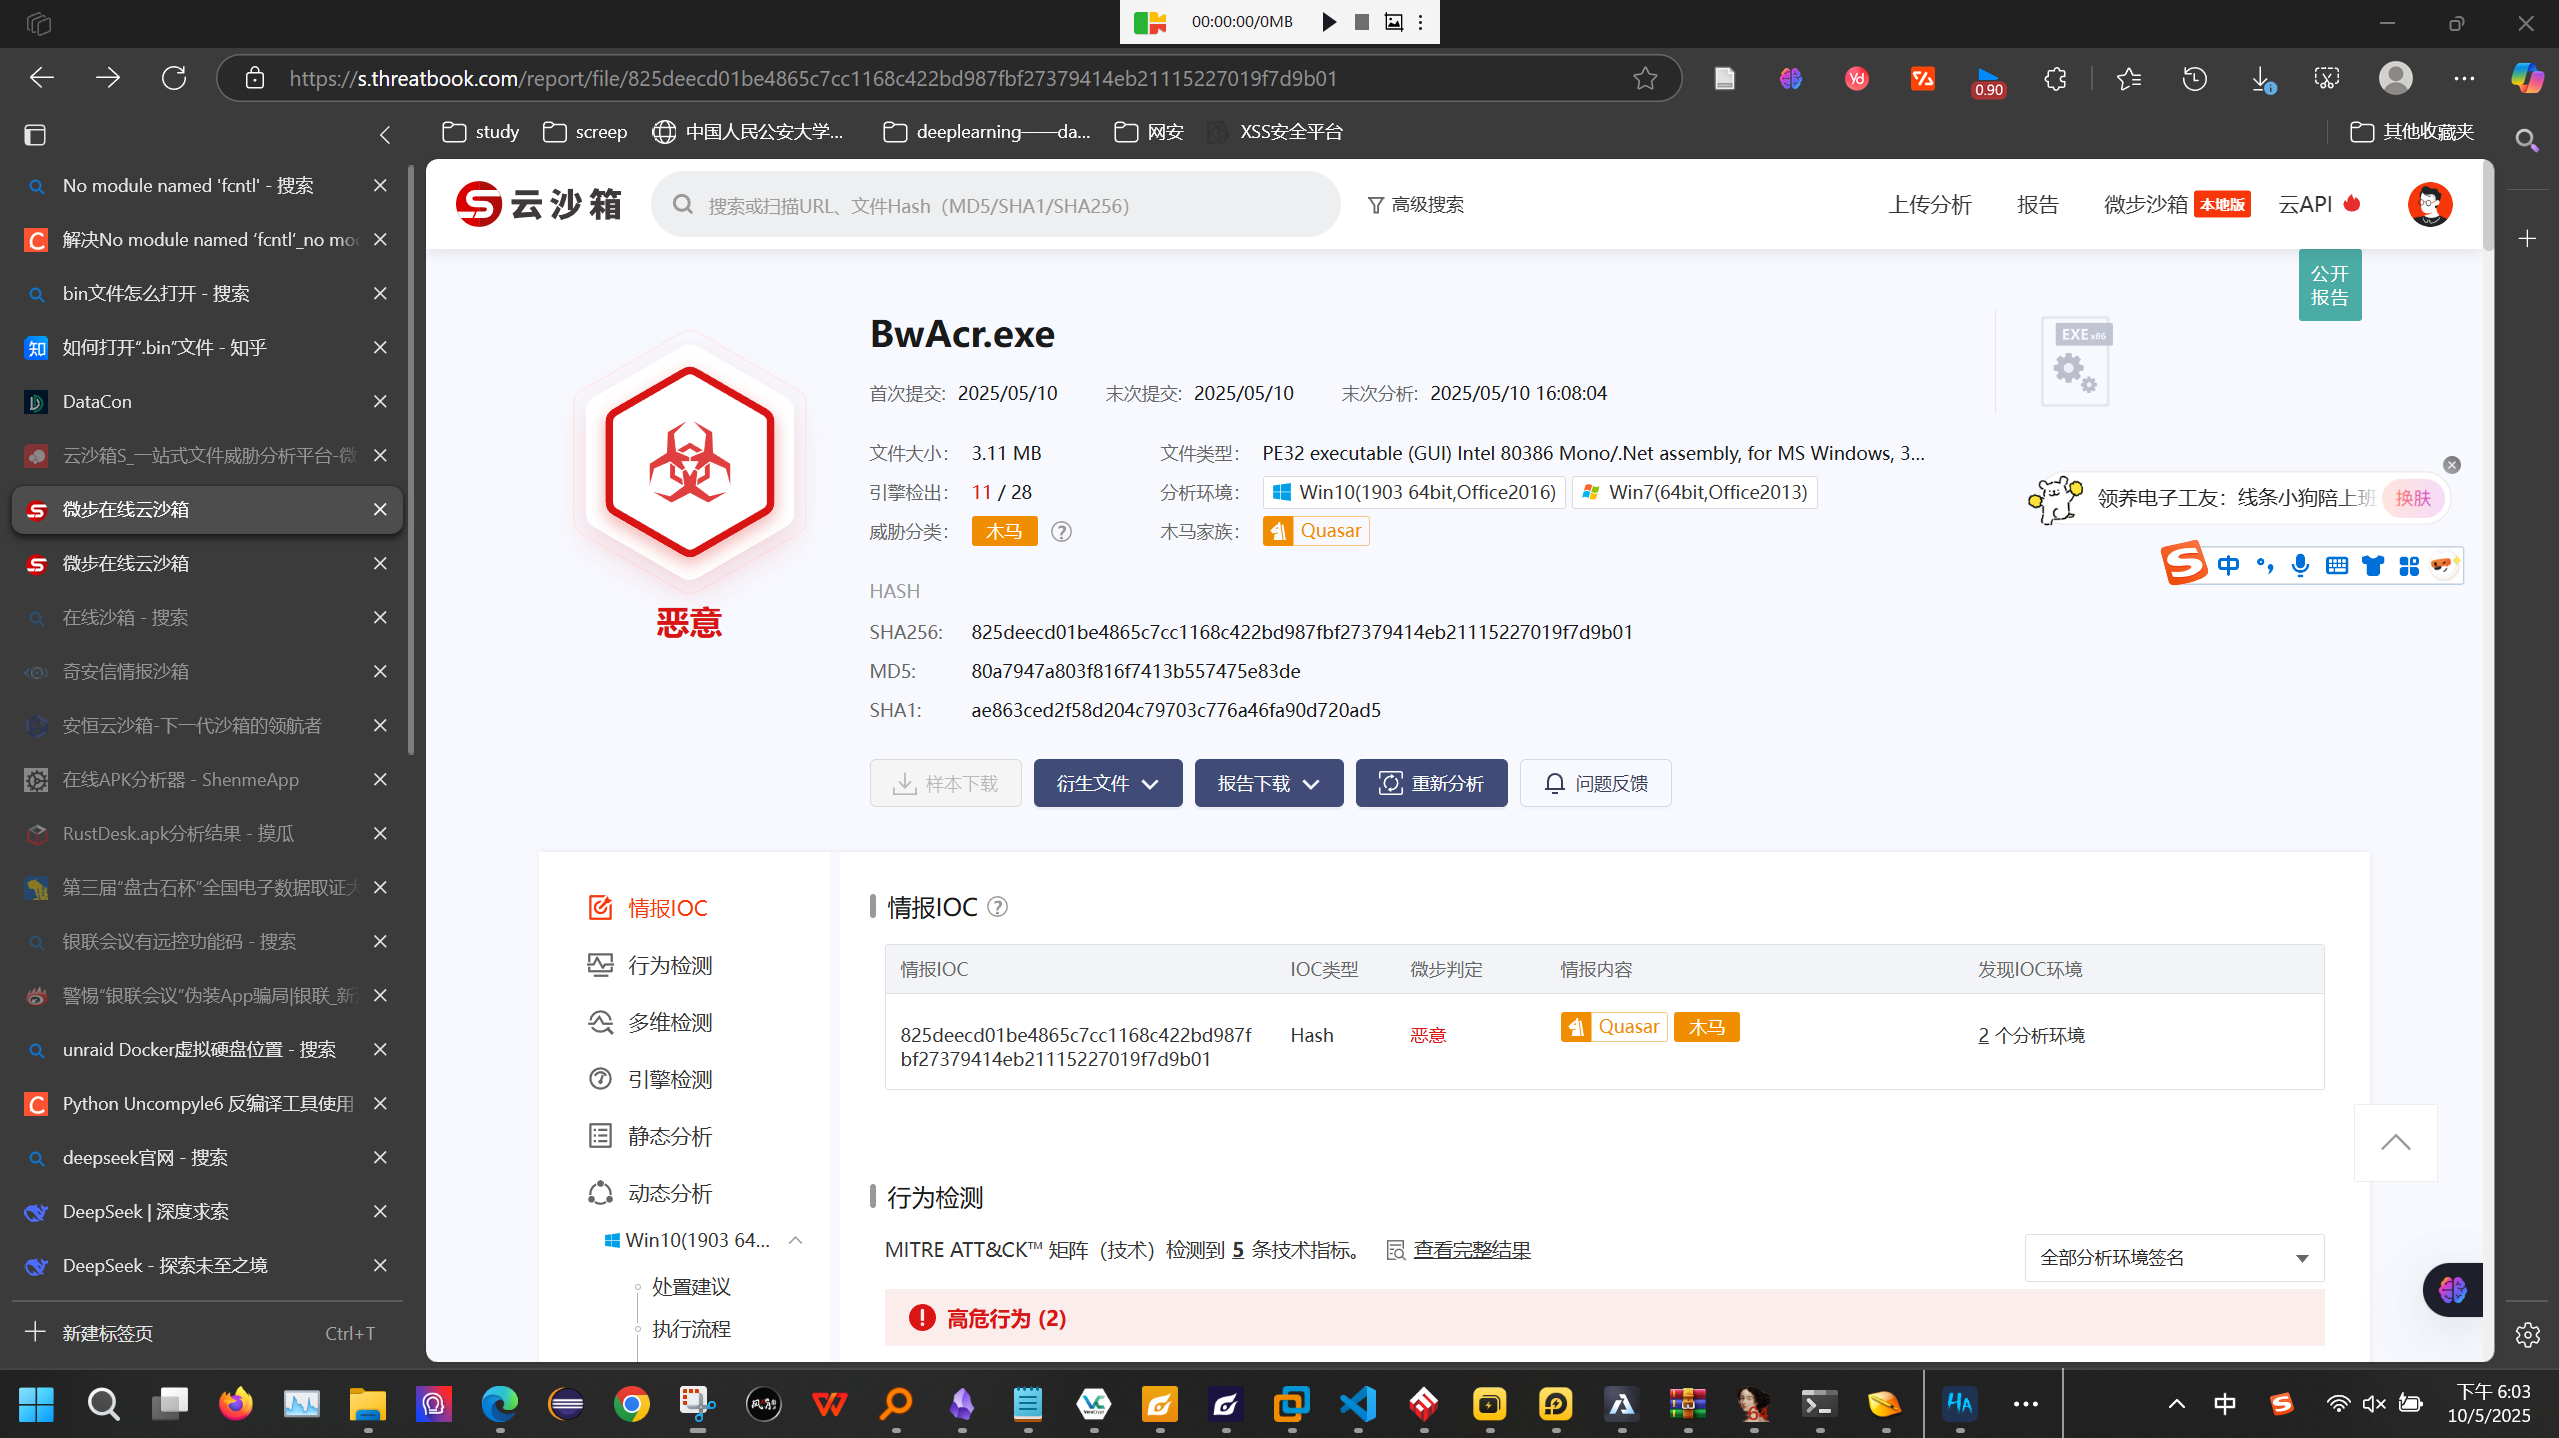 00:00:00/0MB
https://s.threatbook.com/report/file/825deecd01be4865c7cc1168c422bd987fbf27379414eb21115227019f7d9b01
0.90
study
screep
中国人民公安大学...
deeplearning——da...
网安
XSS安全平台
其他收藏夹
No module named 'fcntl' - 搜索
解决No module named ‘fcntl‘_no mo
bin文件怎么打开 - 搜索
如何打开“.bin”文件 - 知乎
DataCon
云沙箱S_一站式文件威胁分析平台-微
微步在线云沙箱
微步在线云沙箱
在线沙箱 - 搜索
奇安信情报沙箱
安恒云沙箱-下一代沙箱的领航者
在线APK分析器 - ShenmeApp
RustDesk.apk分析结果 - 摸瓜
第三届“盘古石杯”全国电子数据取证大
银联会议有远控功能码 - 搜索
警惕“银联会议”伪装App骗局|银联_新
unraid Docker虚拟硬盘位置 - 搜索
Python Uncompyle6 反编译工具使用
deepseek官网 - 搜索
DeepSeek | 深度求索
DeepSeek - 探索未至之境
新建标签页 Ctrl+T
云沙箱
搜索或扫描URL、文件Hash（MD5/SHA1/SHA256）
高级搜索
上传分析
报告
微步沙箱 本地版
云API
公开
报告
BwAcr.exe
EXE x86
首次提交: 2025/05/10 末次提交: 2025/05/10 末次分析: 2025/05/10 16:08:04
文件大小: 3.11 MB 文件类型: PE32 executable (GUI) Intel 80386 Mono/.Net assembly, for MS Windows, 3...
引擎检出: 11 / 28 分析环境: Win10(1903 64bit,Office2016) Win7(64bit,Office2013)
威胁分类: 木马 木马家族: Quasar
领养电子工友：线条小狗陪上班 换肤
中
恶意
HASH
SHA256: 825deecd01be4865c7cc1168c422bd987fbf27379414eb21115227019f7d9b01
MD5: 80a7947a803f816f7413b557475e83de
SHA1: ae863ced2f58d204c79703c776a46fa90d720ad5
样本下载
衍生文件
报告下载
重新分析
问题反馈
情报IOC
行为检测
多维检测
引擎检测
静态分析
动态分析
Win10(1903 64...
处置建议
执行流程
情报IOC
情报IOC IOC类型 微步判定 情报内容 发现IOC环境
825deecd01be4865c7cc1168c422bd987f
bf27379414eb21115227019f7d9b01
Hash 恶意 Quasar 木马 2 个分析环境
行为检测
MITRE ATT&CK™ 矩阵（技术）检测到 5 条技术指标。 查看完整结果
全部分析环境签名
高危行为 (2)
中
下午 6:03
10/5/2025